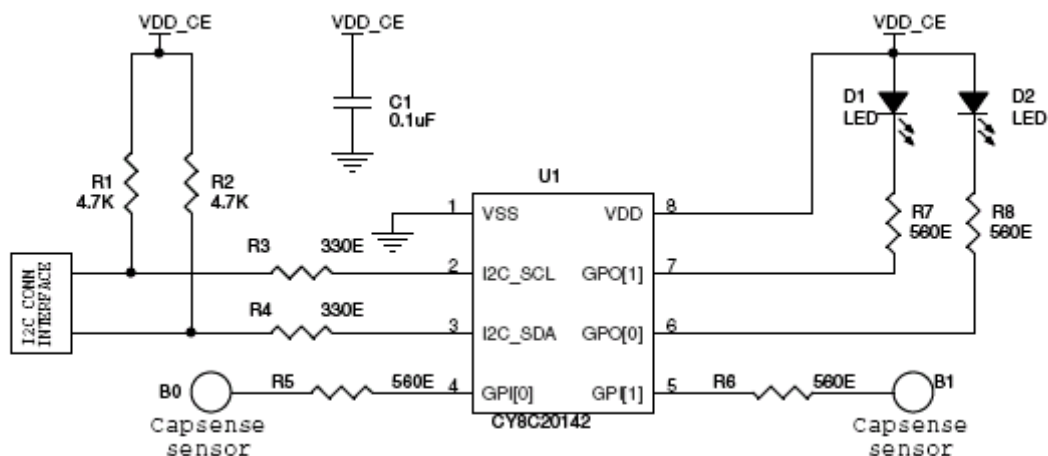 VDD_CE
VDD_CE
VDD_CE
C1
0.1uF
D1
LED
D2
LED
R1
4.7K
R2
4.7K
U1
1
VSS
VDD
8
R7
560E
R8
560E
R3
330E
2
I2C_SCL
GPO[1]
7
I2C CONN
INTERFACE
R4
330E
3
I2C_SDA
GPO[0]
6
B0
R5
560E
4
GPI[0]
GPI[1]
5
R6
560E
B1
CY8C20142
Capsense
sensor
Capsense
sensor